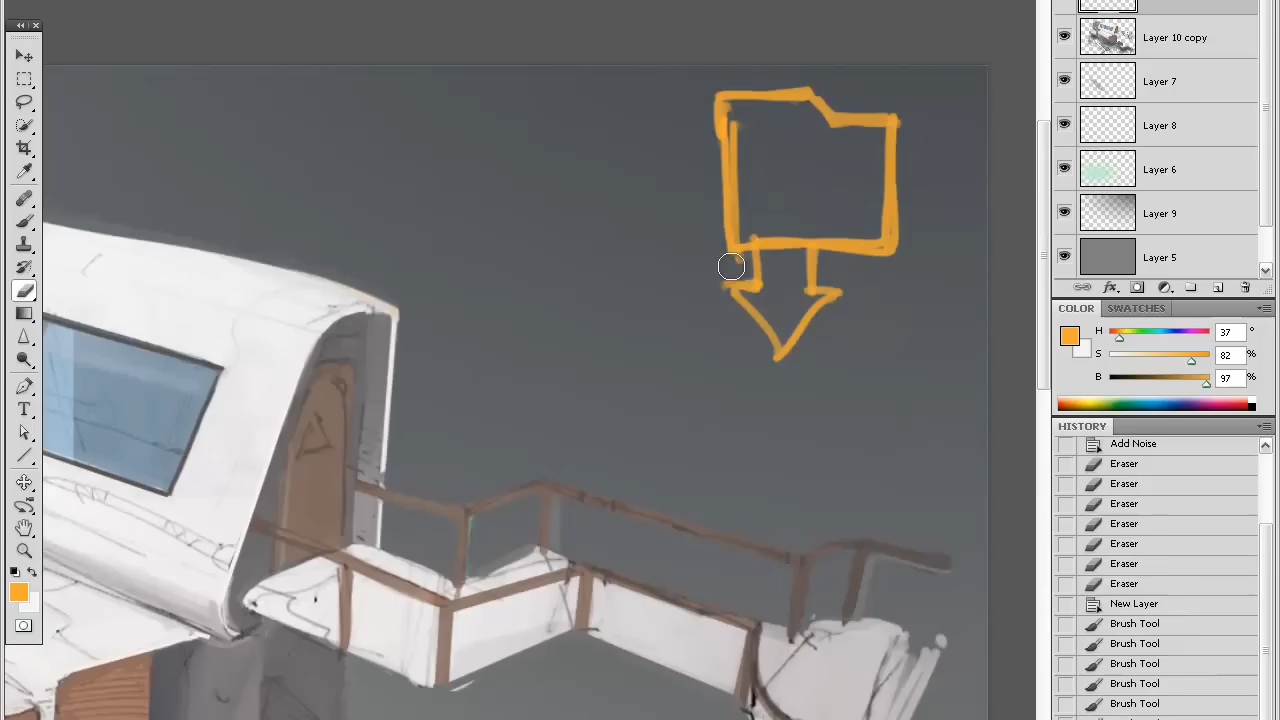 Layer 10 copy
Layer 7
Layer 8
Layer 6
Layer 9
Layer 5
fx
COLOR
SWATCHES
H
37
°
S
82
%
B
97
%
HISTORY
Add Noise
Eraser
Eraser
Eraser
Eraser
Eraser
Eraser
Eraser
New Layer
Brush Tool
Brush Tool
Brush Tool
Brush Tool
Brush Tool
T